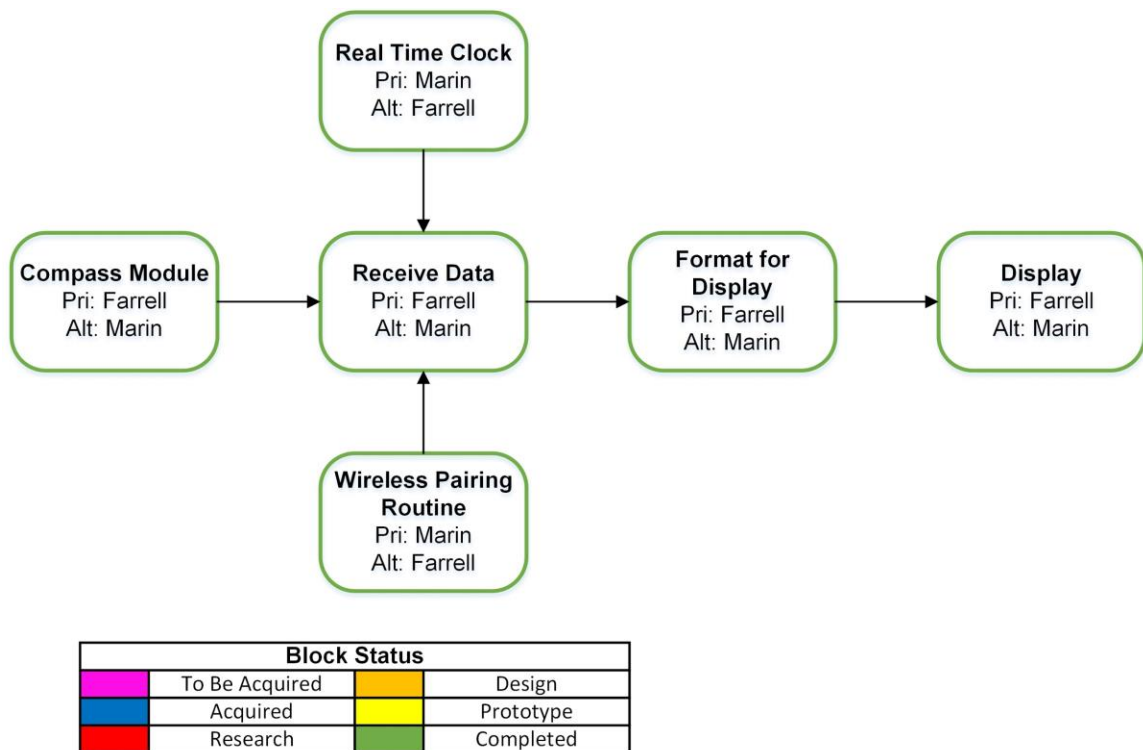 Real Time Clock
Pri: Marin
Alt: Farrell
Compass Module
Pri: Farrell
Alt: Marin
Receive Data
Pri: Farrell
Alt: Marin
Format for
Display
Pri: Farrell
Alt: Marin
Display
Pri: Farrell
Alt: Marin
Wireless Pairing
Routine
Pri: Marin
Alt: Farrell
Block Status
To Be Acquired Design
Acquired Prototype
Research Completed